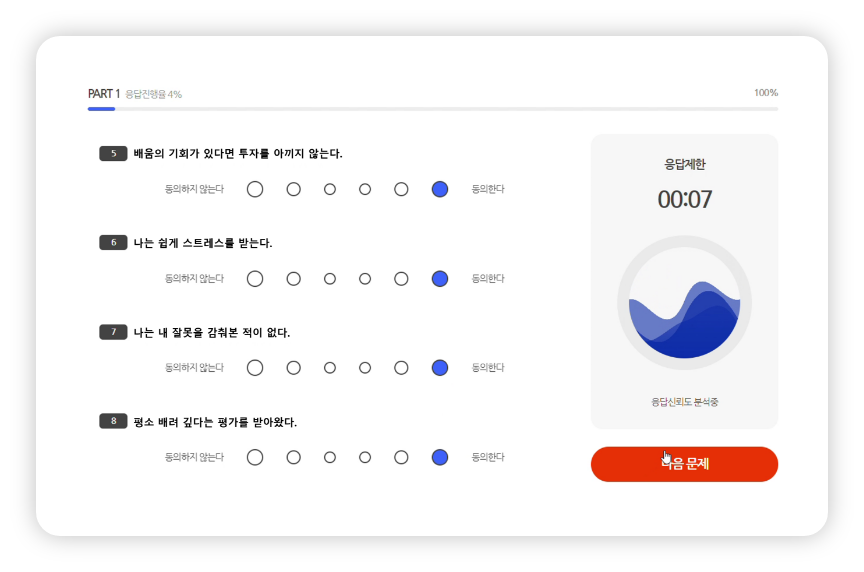 PART 1 응답진행율 4%
100%
5 배움의 기회가 있다면 투자를 아끼지 않는다.
동의하지 않는다
동의한다
6 나는 쉽게 스트레스를 받는다.
동의하지 않는다
동의한다
7 나는 내 잘못을 감춰본 적이 없다.
동의하지 않는다
동의한다
8 평소 배려 깊다는 평가를 받아왔다.
동의하지 않는다
동의한다
응답제한
00:07
응답신뢰도 분석중
다음 문제